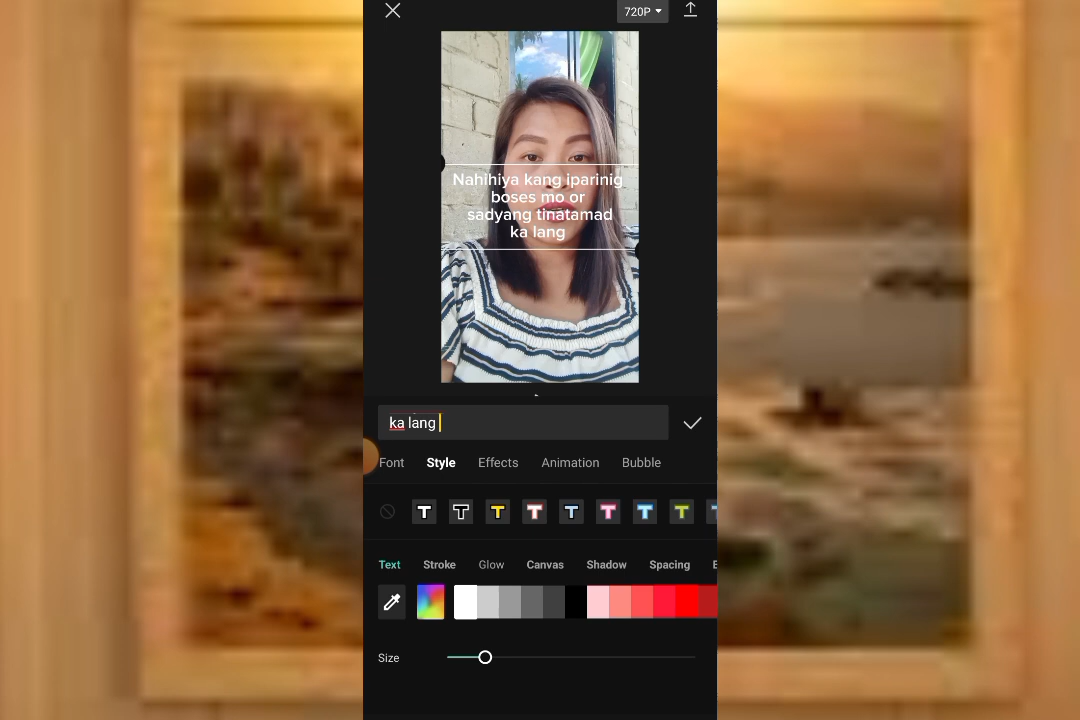 720P
Nahihiya kang iparinig
boses mo or
sadyang tinatamad
ka lang
ka lang
Font Style Effects Animation Bubble
T T T T T T T T
Text Stroke Glow Canvas Shadow Spacing
Size